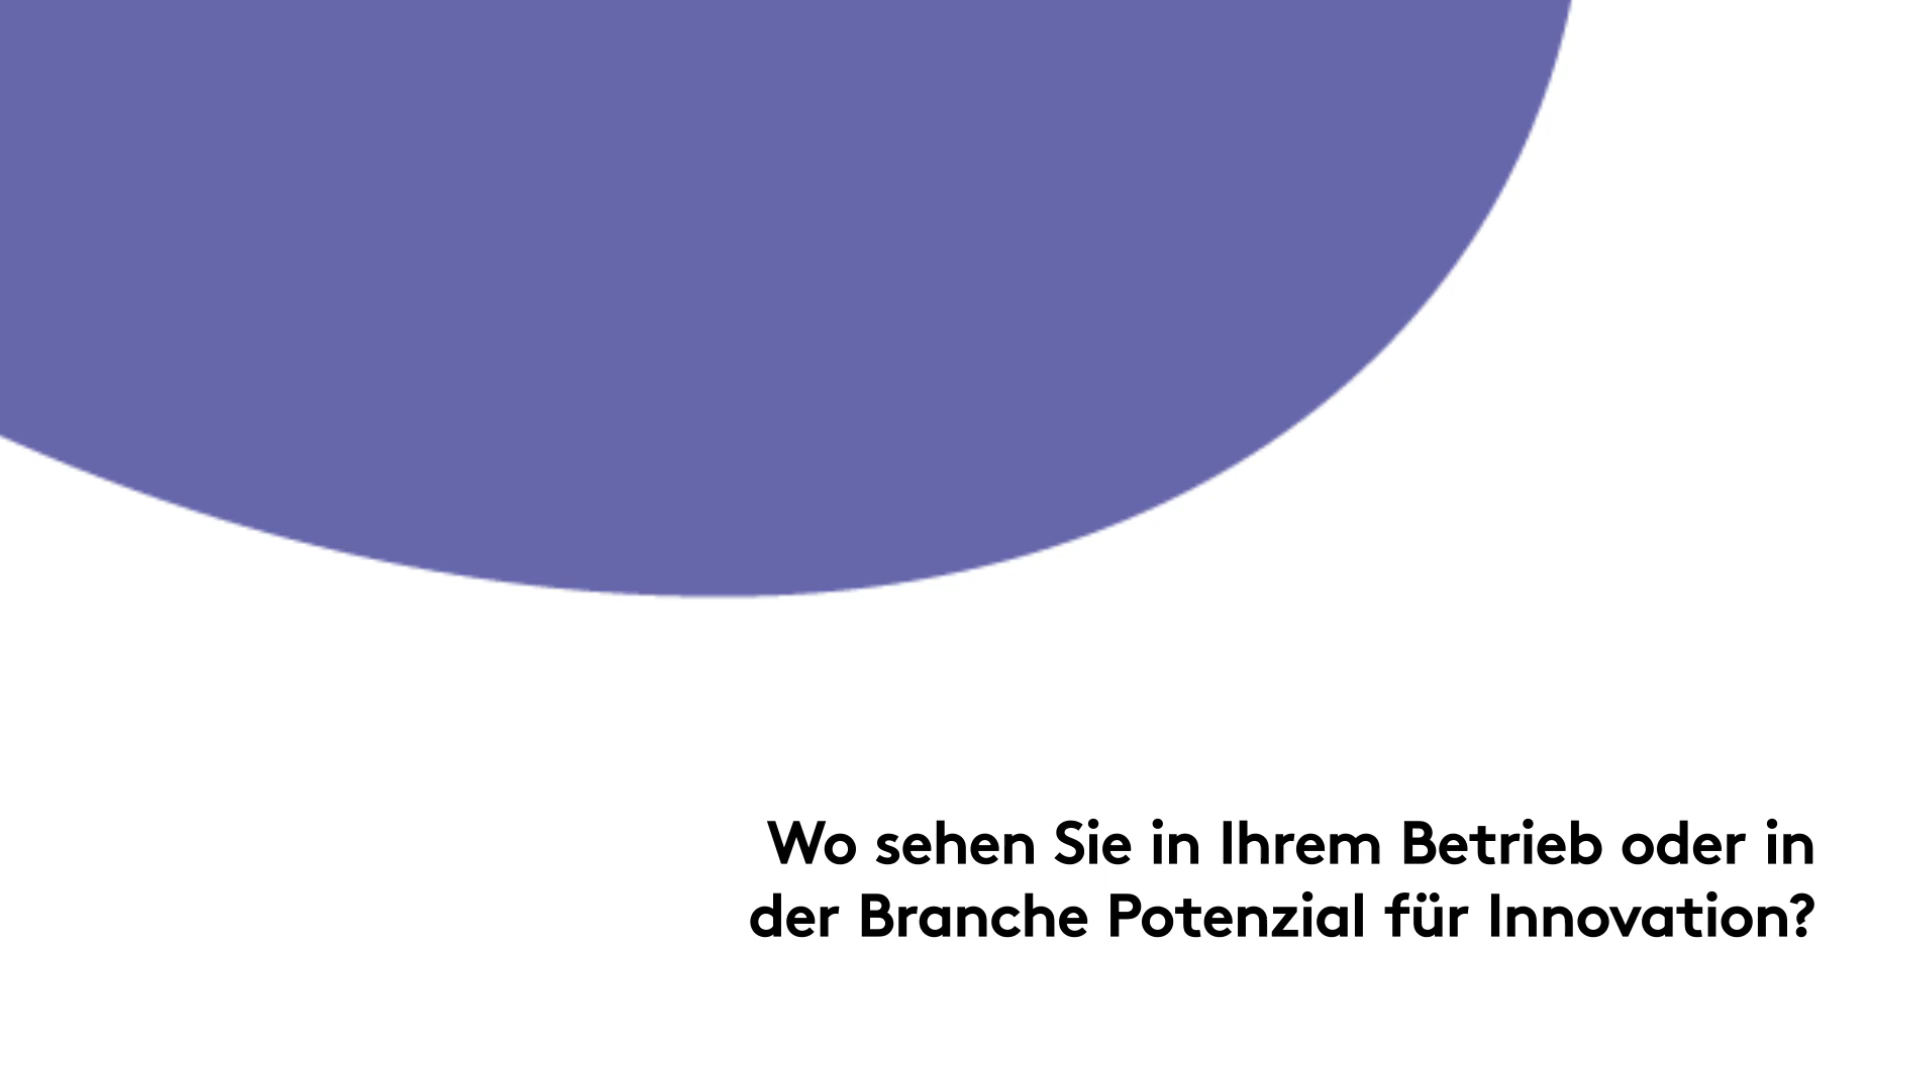 Wo sehen Sie in Ihrem Betrieb oder in
der Branche Potenzial für Innovation?